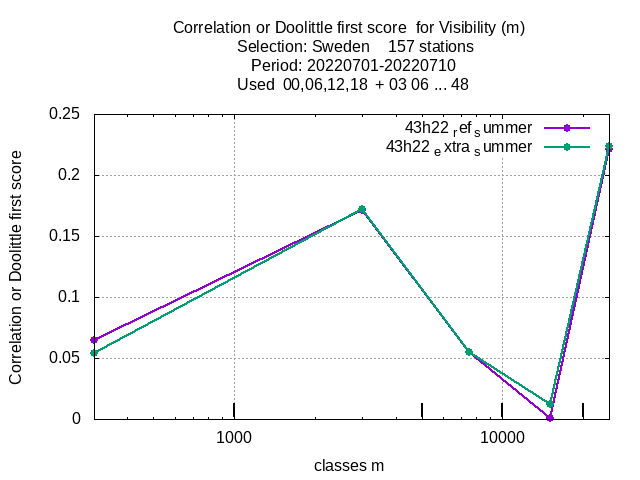 Correlation or Doolittle first score  for Visibility (m)
Selection: Sweden    157 stations
Period: 20220701-20220710
Used  00,06,12,18  + 03 06 ... 48
43h22 ref summer
43h22 extra summer
0.25
0.2
0.15
0.1
0.05
0
Correlation or Doolittle first score
1000
10000
classes m